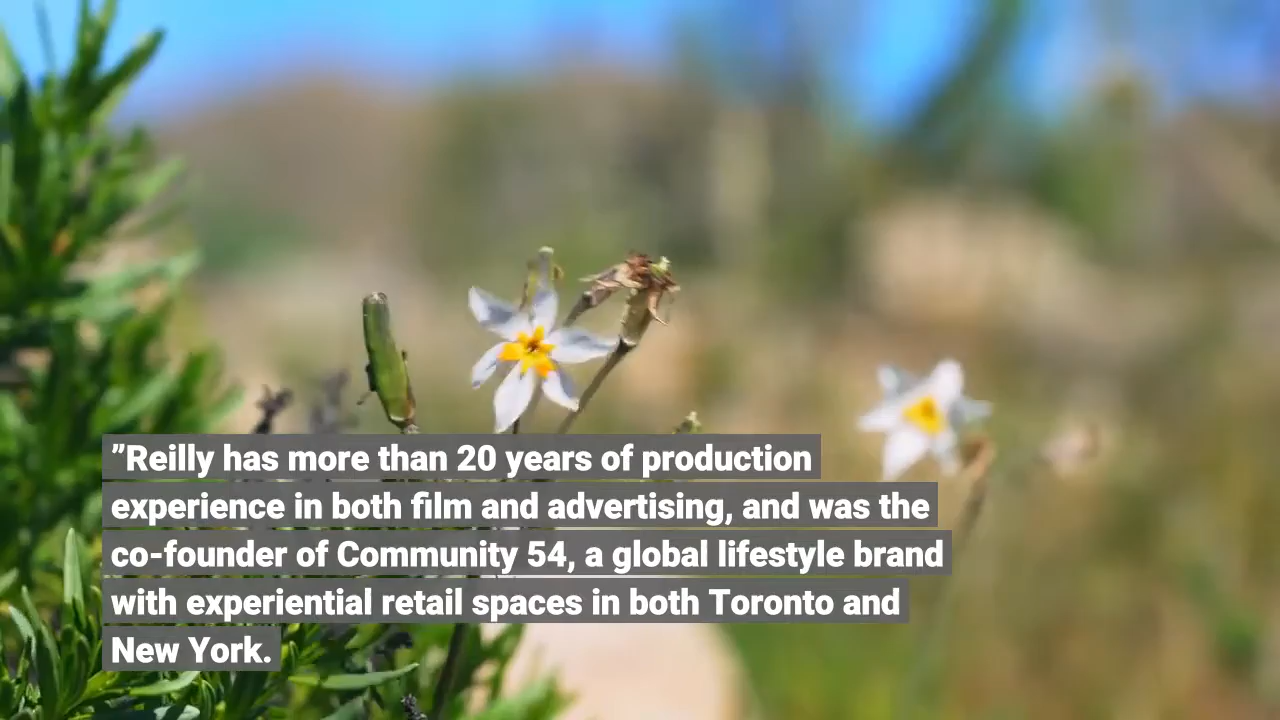 ”Reilly has more than 20 years of production
experience in both film and advertising, and was the
co-founder of Community 54, a global lifestyle brand
with experiential retail spaces in both Toronto and
New York.